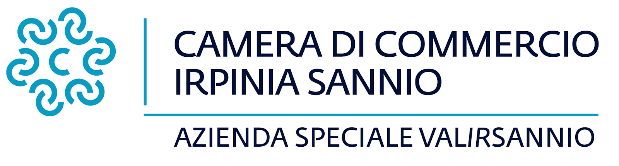 CAMERA DI COMMERCIO
IRPINIA SANNIO
AZIENDA SPECIALE VALIRSANNIO